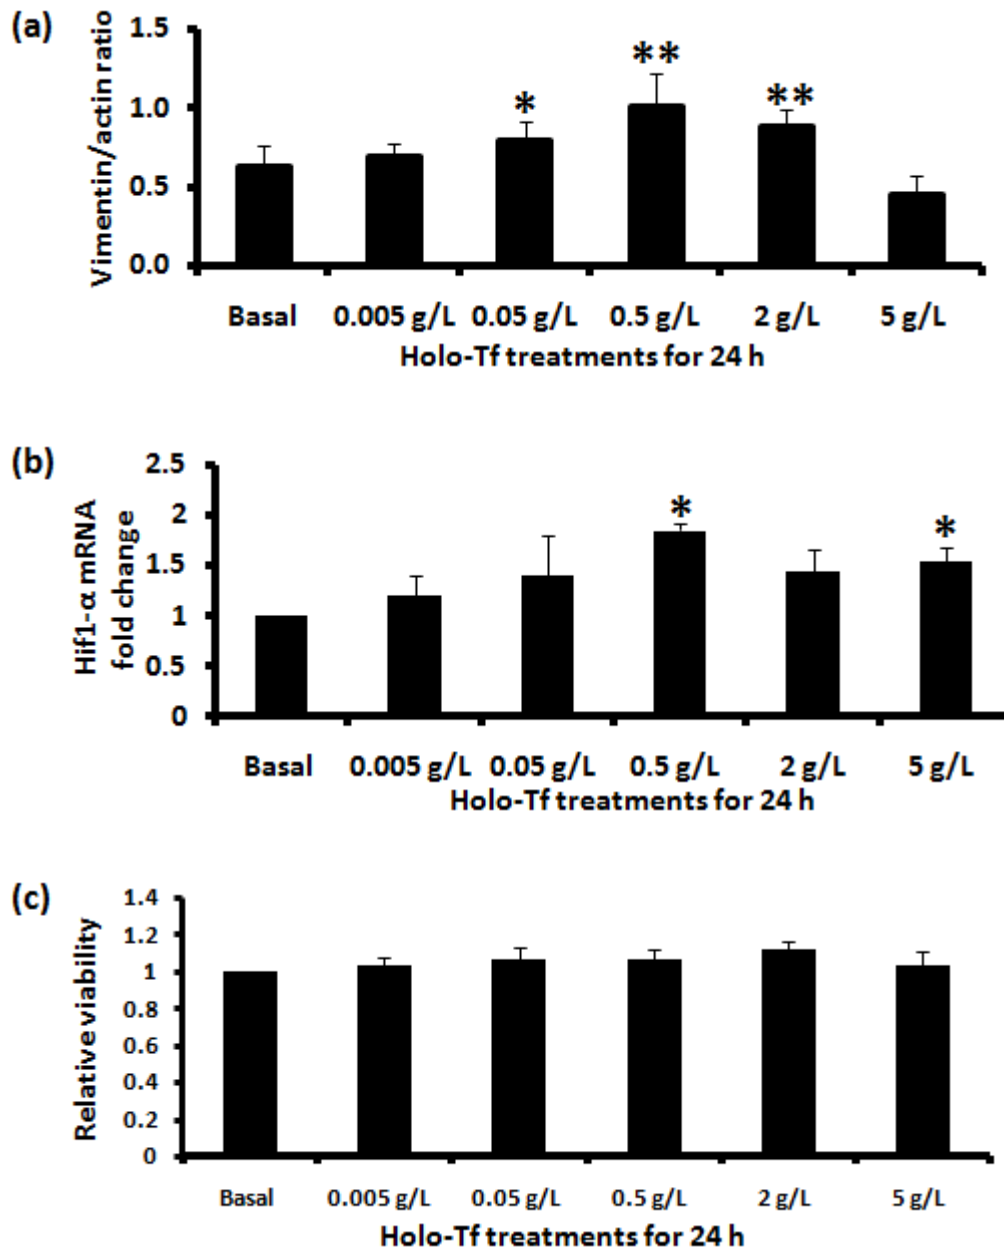 (a)
Vimentin/actin ratio
1.5
1.0
0.5
0.0
*
**
**
Basal 0.005 g/L 0.05 g/L 0.5 g/L 2 g/L 5 g/L
Holo-Tf treatments for 24 h
(b)
Hif1-α mRNA
fold change
2.5
2
1.5
1
0.5
0
*
*
Basal 0.005 g/L 0.05 g/L 0.5 g/L 2 g/L 5 g/L
Holo-Tf treatments for 24 h
(c)
Relative viability
1.4
1.2
1
0.8
0.6
0.4
0.2
0
Basal 0.005 g/L 0.05 g/L 0.5 g/L 2 g/L 5 g/L
Holo-Tf treatments for 24 h